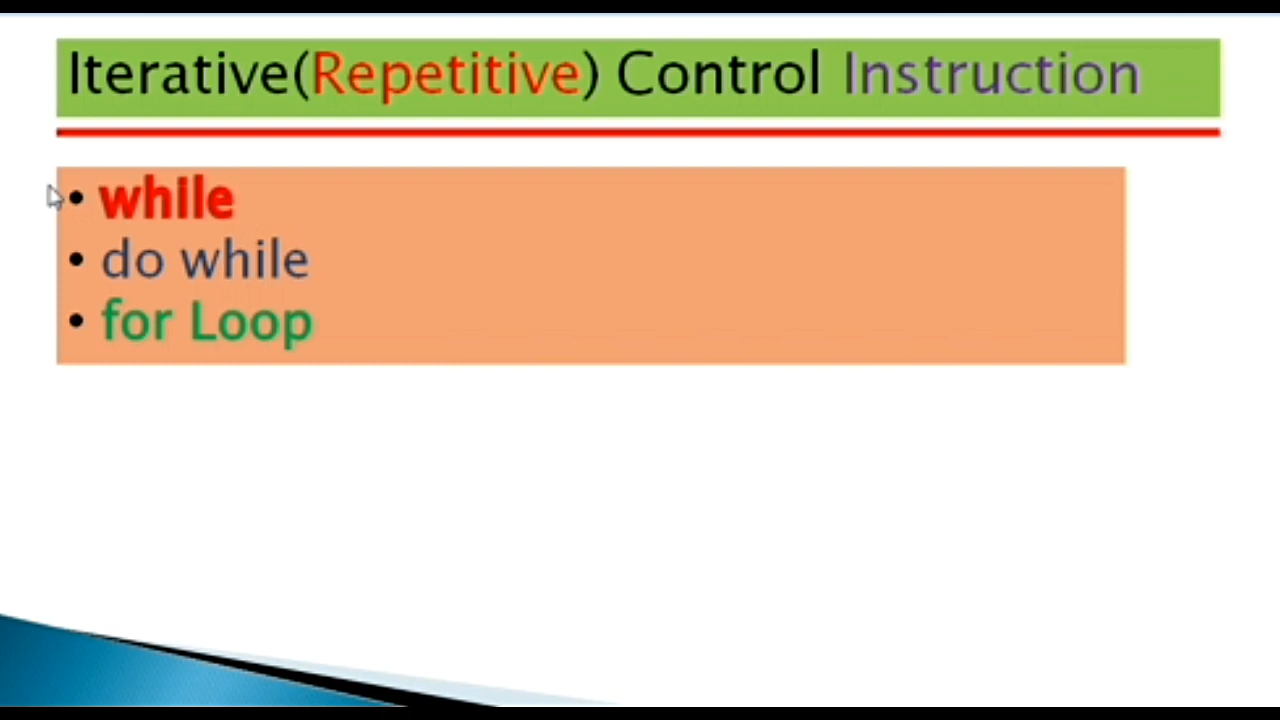 Iterative(Repetitive) Control Instruction
• while
• do while
• for Loop